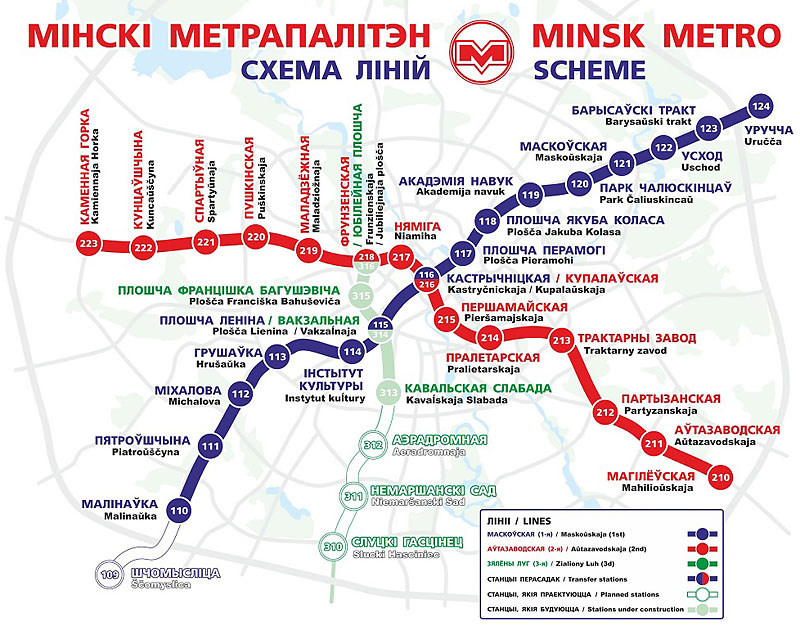 МІНСКІ МЕТРАПАЛІТЭН
СХЕМА ЛІНІЙ
M
MINSK METRO
SCHEME
124
УРУЧЧА
Uručča
БАРЫСАЎСКІ ТРАКТ
Barysaŭski trakt
123
УСХОД
Uschod
122
МАСКОЎСКАЯ
Maskoŭskaja
121
ПАРК ЧАЛЮСКІНЦАЎ
Park Čaliuskincaŭ
120
АКАДЭМІЯ НАВУК
Akademija navuk
119
118
ПЛОШЧА ЯКУБА КОЛАСА
Plošča Jakuba Kolasa
117
ПЛОШЧА ПЕРАМОГІ
Plošča Pieramohi
КАМЕННАЯ ГОРКА
Kamiennaja Horka
223
КУНЦАЎШЧЫНА
Kuncaŭščyna
222
СПАРТЫЎНАЯ
Spartyŭnaja
221
ПУШКІНСКАЯ
Puškinskaja
220
МАЛАДЗЁЖНАЯ
Maladziožnaja
219
ФРУНЗЕНСКАЯ
/ ЮБІЛЕЙНАЯ ПЛОШЧА
Frunzienskaja
/ Jubiliejnaja plošča
218
316
НЯМІГА
Niamiha
217
116
216
КАСТРЫЧНІЦКАЯ / КУПАЛАЎСКАЯ
Kastryčnickaja / Kupalaŭskaja
ПЛОШЧА ФРАНЦІШКА БАГУШЭВІЧА
Plošča Franciška Bahuševiča
315
ПЛОШЧА ЛЕНІНА / ВАКЗАЛЬНАЯ
Plošča Lienina / Vakzaĺnaja
115
314
ПЕРШАМАЙСКАЯ
Pieršamajskaja
215
214
ПРАЛЕТАРСКАЯ
Pralietarskaja
213
ТРАКТАРНЫ ЗАВОД
Traktarny zavod
ГРУШАЎКА
Hrušaŭka
113
114
ІНСТЫТУТ
КУЛЬТУРЫ
Instytut kuĺtury
МІХАЛОВА
Michalova
112
313
КАВАЛЬСКАЯ СЛАБАДА
Kavaĺskaja Slabada
212
ПАРТЫЗАНСКАЯ
Partyzanskaja
211
АЎТАЗАВОДСКАЯ
Aŭtazavodskaja
ПЯТРОЎШЧЫНА
Piatroŭščyna
111
312
АЭРАДРОМНАЯ
Aeradromnaja
МАГІЛЁЎСКАЯ
Mahilioŭskaja
210
МАЛІНАЎКА
Malinaŭka
110
311
НЕМАРШАНСКІ САД
Niemaršanski Sad
310
СЛУЦКІ ГАСЦІНЕЦ
Slucki Hasciniec
109
ШЧОМЫСЛІЦА
Ščomyslica
ЛІНІІ / LINES
МАСКОЎСКАЯ (1-я) / Maskoŭskaja (1st)
АЎТАЗАВОДСКАЯ (2-я) / Aŭtazavodskaja (2nd)
ЗЯЛЁНЫ ЛУГ (3-я) / Zialiony Luh (3d)
СТАНЦЫІ ПЕРАСАДАК / Transfer stations
СТАНЦЫІ, ЯКІЯ ПРАЕКТУЮЦЦА / Planned stations
СТАНЦЫІ, ЯКІЯ БУДУЮЦЦА / Stations under construction